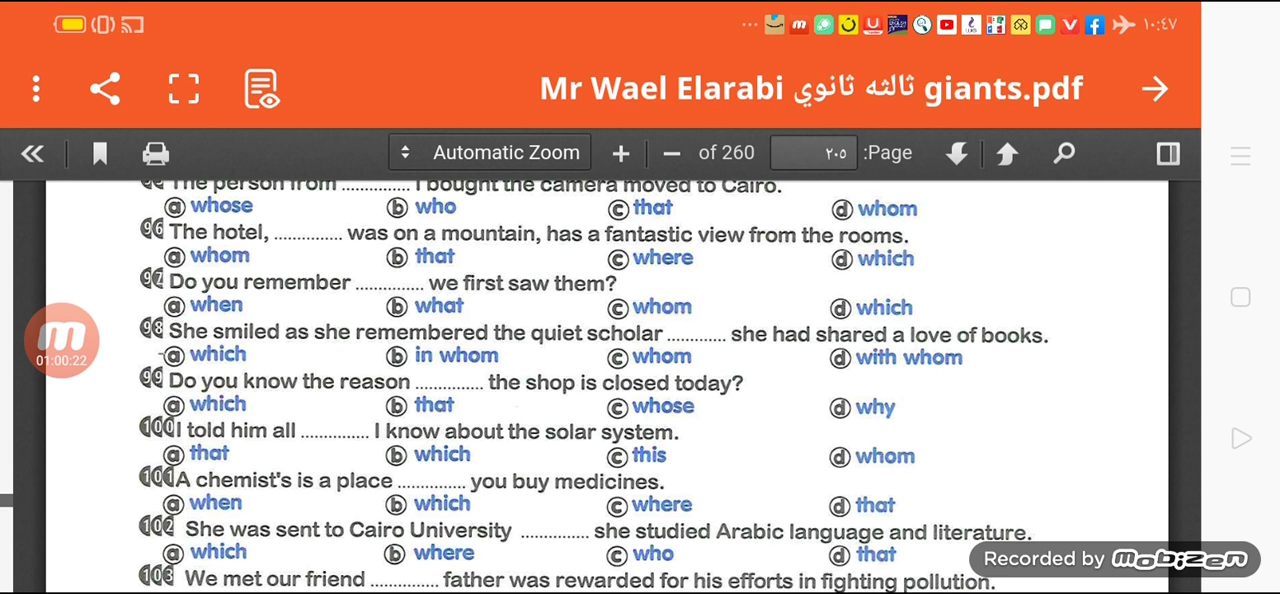 ١٠:٤٧
Mr Wael Elarabi ثالثه ثانوي giants.pdf
Automatic Zoom + − of 260 ٢٠٥ :Page
The person from .............. I bought the camera moved to Cairo.
a whose b who c that d whom
96 The hotel, .............. was on a mountain, has a fantastic view from the rooms.
a whom b that c where d which
97 Do you remember .............. we first saw them?
a when b what c whom d which
98 She smiled as she remembered the quiet scholar ............ she had shared a love of books.
a which b in whom c whom d with whom
99 Do you know the reason .............. the shop is closed today?
a which b that c whose d why
100 I told him all .............. I know about the solar system.
a that b which c this d whom
101 A chemist's is a place .............. you buy medicines.
a when b which c where d that
102 She was sent to Cairo University .............. she studied Arabic language and literature.
a which b where c who d that
103 We met our friend .............. father was rewarded for his efforts in fighting pollution.
m
01:00:22
Recorded by mobizen